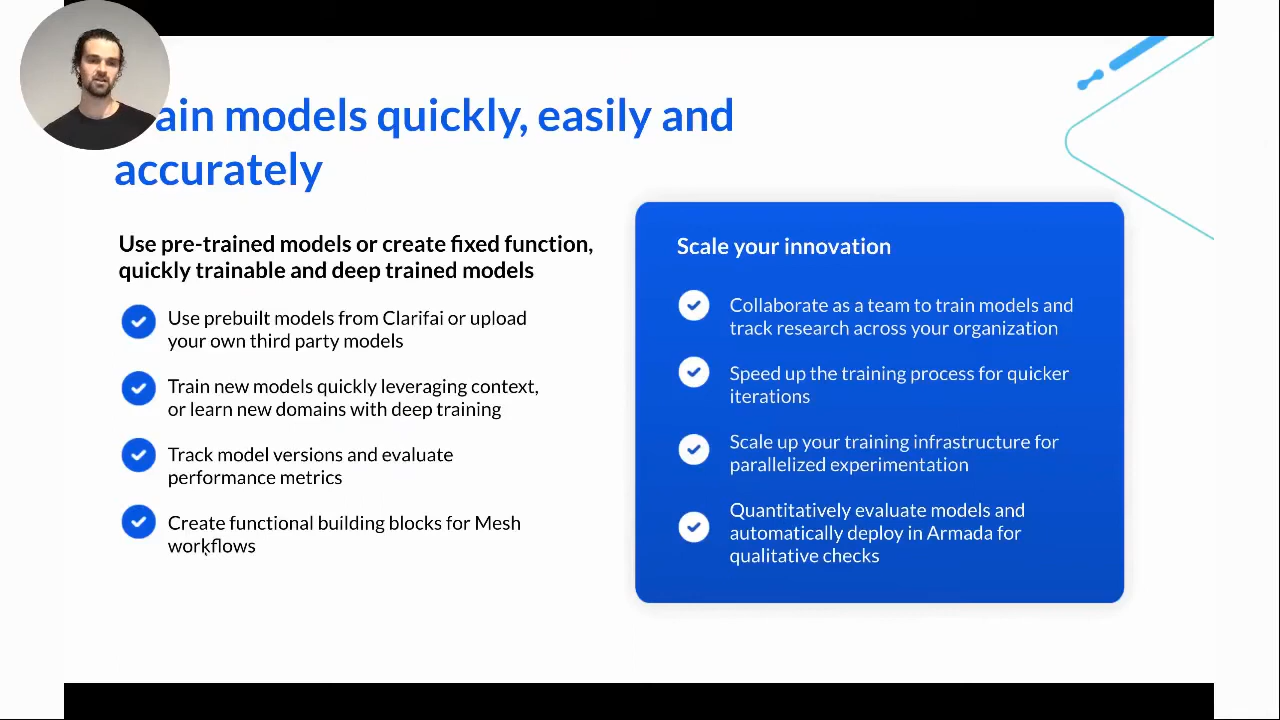 ain models quickly, easily and
accurately
Use pre-trained models or create fixed function,
quickly trainable and deep trained models
Use prebuilt models from Clarifai or upload
your own third party models
Train new models quickly leveraging context,
or learn new domains with deep training
Track model versions and evaluate
performance metrics
Create functional building blocks for Mesh
workflows
Scale your innovation
Collaborate as a team to train models and
track research across your organization
Speed up the training process for quicker
iterations
Scale up your training infrastructure for
parallelized experimentation
Quantitatively evaluate models and
automatically deploy in Armada for
qualitative checks